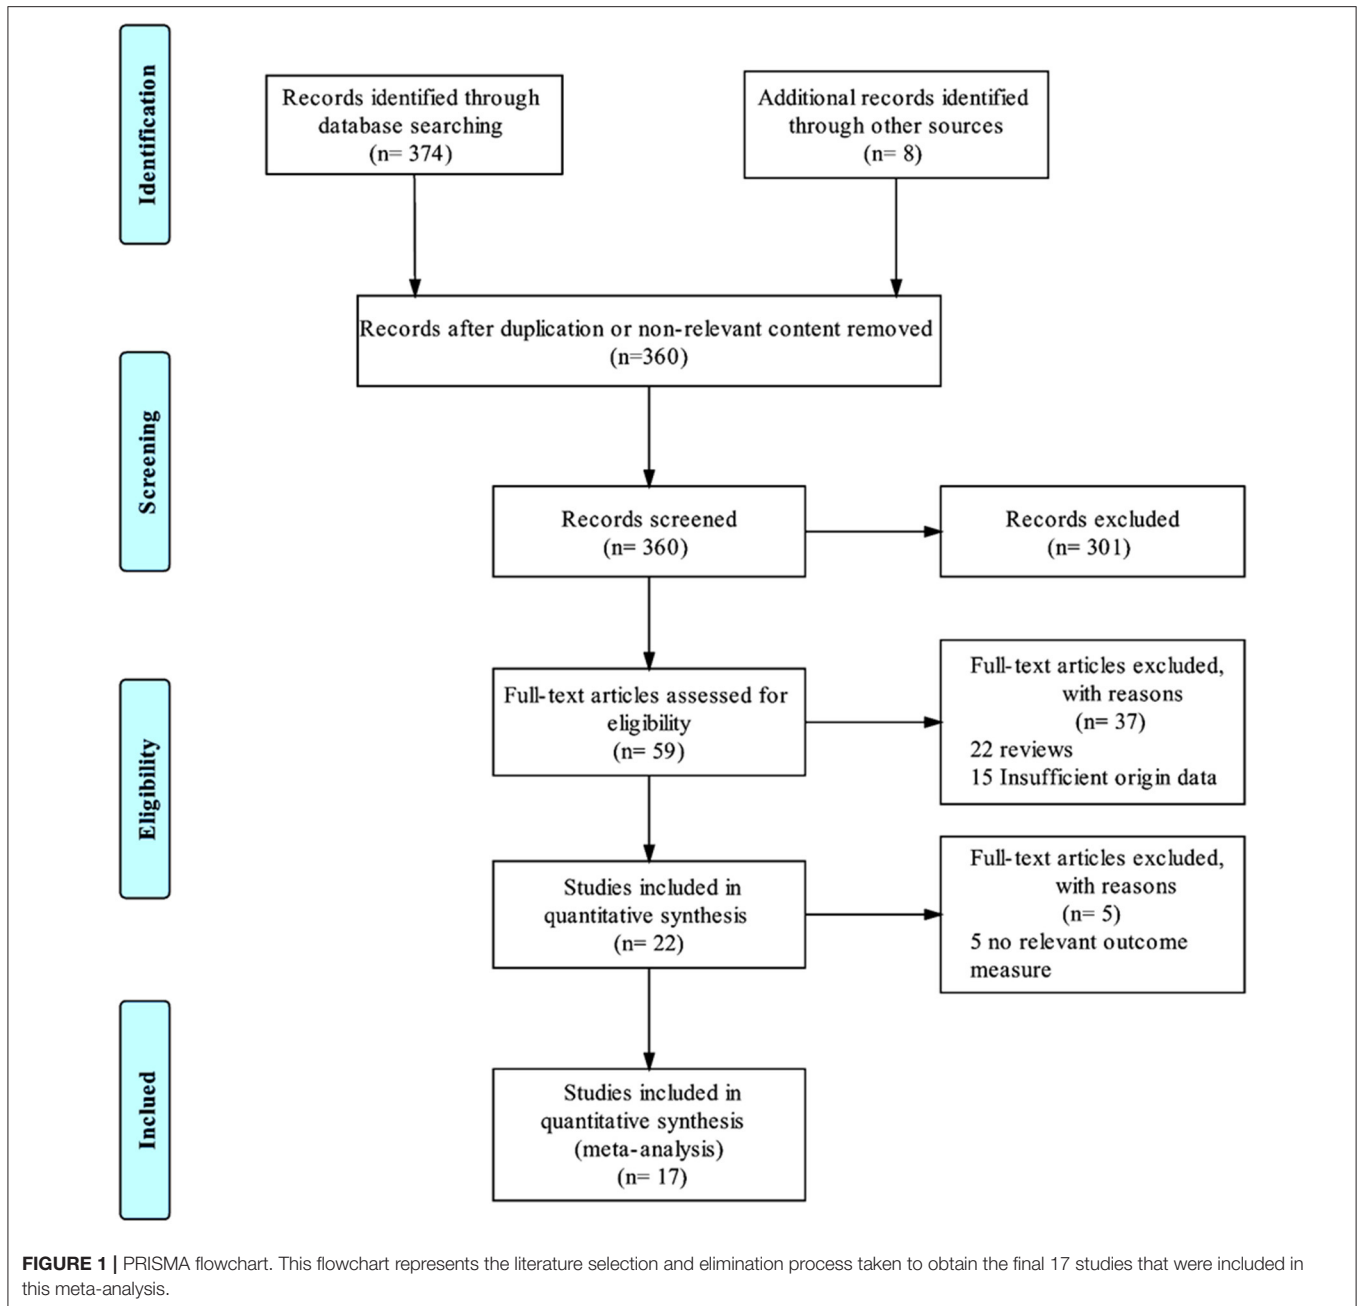 Identification
Records identified through
database searching
(n= 374)
Additional records identified
through other sources
(n= 8)
Records after duplication or non-relevant content removed
(n=360)
Screening
Records screened
(n= 360)
Records excluded
(n= 301)
Eligibility
Full-text articles assessed for
eligibility
(n= 59)
Full-text articles excluded,
with reasons
(n= 37)
22 reviews
15 Insufficient origin data
Studies included in
quantitative synthesis
(n= 22)
Full-text articles excluded,
with reasons
(n= 5)
5 no relevant outcome
measure
Inclued
Studies included in
quantitative synthesis
(meta-analysis)
(n= 17)
FIGURE 1 | PRISMA flowchart. This flowchart represents the literature selection and elimination process taken to obtain the final 17 studies that were included in
this meta-analysis.